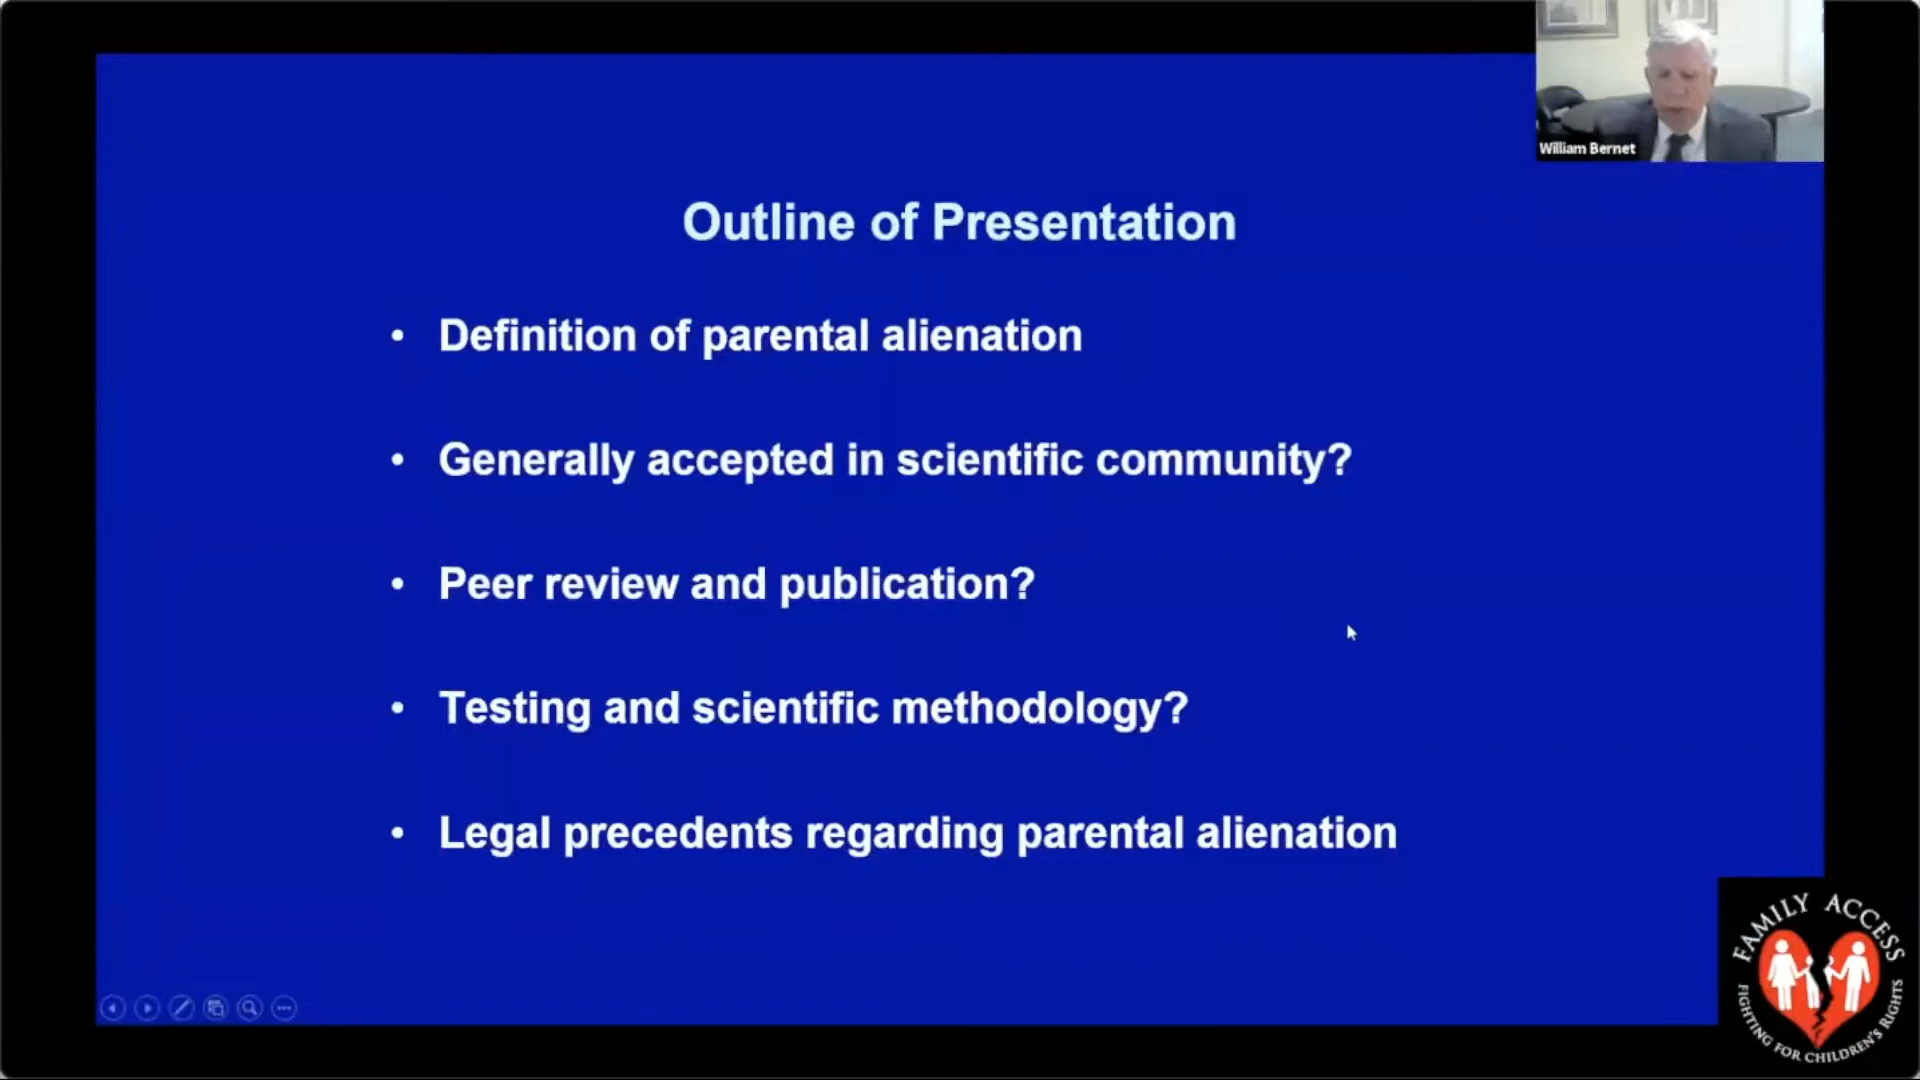 William Bernet
Outline of Presentation
• Definition of parental alienation
• Generally accepted in scientific community?
• Peer review and publication?
• Testing and scientific methodology?
• Legal precedents regarding parental alienation
FAMILY ACCESS
FIGHTING FOR CHILDREN'S RIGHTS